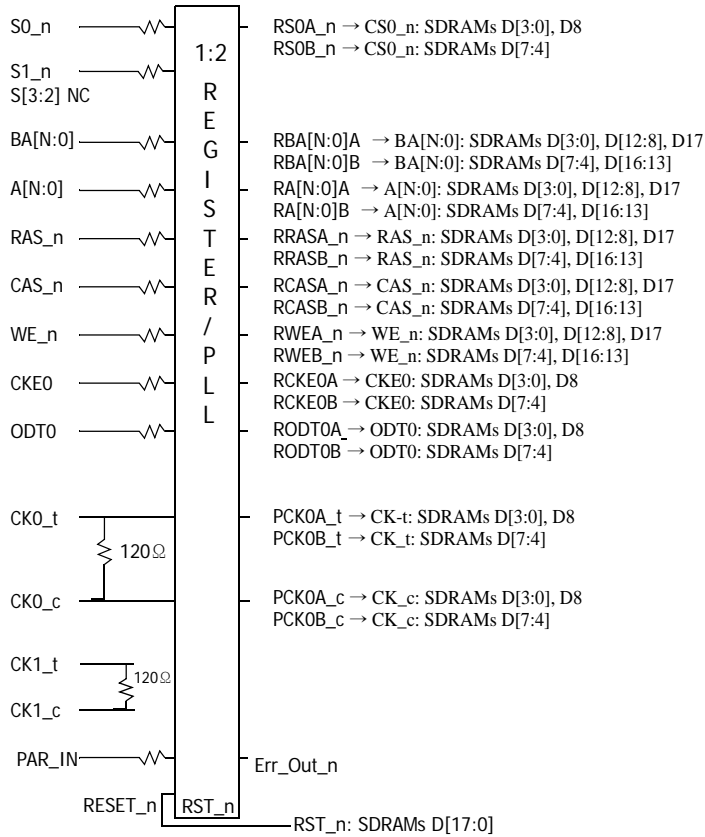 S0_n
RS0A_n → CS0_n: SDRAMs D[3:0], D8
RS0B_n → CS0_n: SDRAMs D[7:4]
1:2
REGISTER/PLL
S1_n
S[3:2] NC
BA[N:0]
RBA[N:0]A → BA[N:0]: SDRAMs D[3:0], D[12:8], D17
RBA[N:0]B → BA[N:0]: SDRAMs D[7:4], D[16:13]
A[N:0]
RA[N:0]A → A[N:0]: SDRAMs D[3:0], D[12:8], D17
RA[N:0]B → A[N:0]: SDRAMs D[7:4], D[16:13]
RAS_n
RRASA_n → RAS_n: SDRAMs D[3:0], D[12:8], D17
RRASB_n → RAS_n: SDRAMs D[7:4], D[16:13]
CAS_n
RCASA_n → CAS_n: SDRAMs D[3:0], D[12:8], D17
RCASB_n → CAS_n: SDRAMs D[7:4], D[16:13]
WE_n
RWEA_n → WE_n: SDRAMs D[3:0], D[12:8], D17
RWEB_n → WE_n: SDRAMs D[7:4], D[16:13]
CKE0
RCKE0A → CKE0: SDRAMs D[3:0], D8
RCKE0B → CKE0: SDRAMs D[7:4]
ODT0
RODT0A_ → ODT0: SDRAMs D[3:0], D8
RODT0B → ODT0: SDRAMs D[7:4]
CK0_t
PCK0A_t → CK-t: SDRAMs D[3:0], D8
PCK0B_t → CK_t: SDRAMs D[7:4]
120Ω
CK0_c
PCK0A_c → CK_c: SDRAMs D[3:0], D8
PCK0B_c → CK_c: SDRAMs D[7:4]
CK1_t
120Ω
CK1_c
PAR_IN
Err_Out_n
RESET_n
RST_n
RST_n: SDRAMs D[17:0]